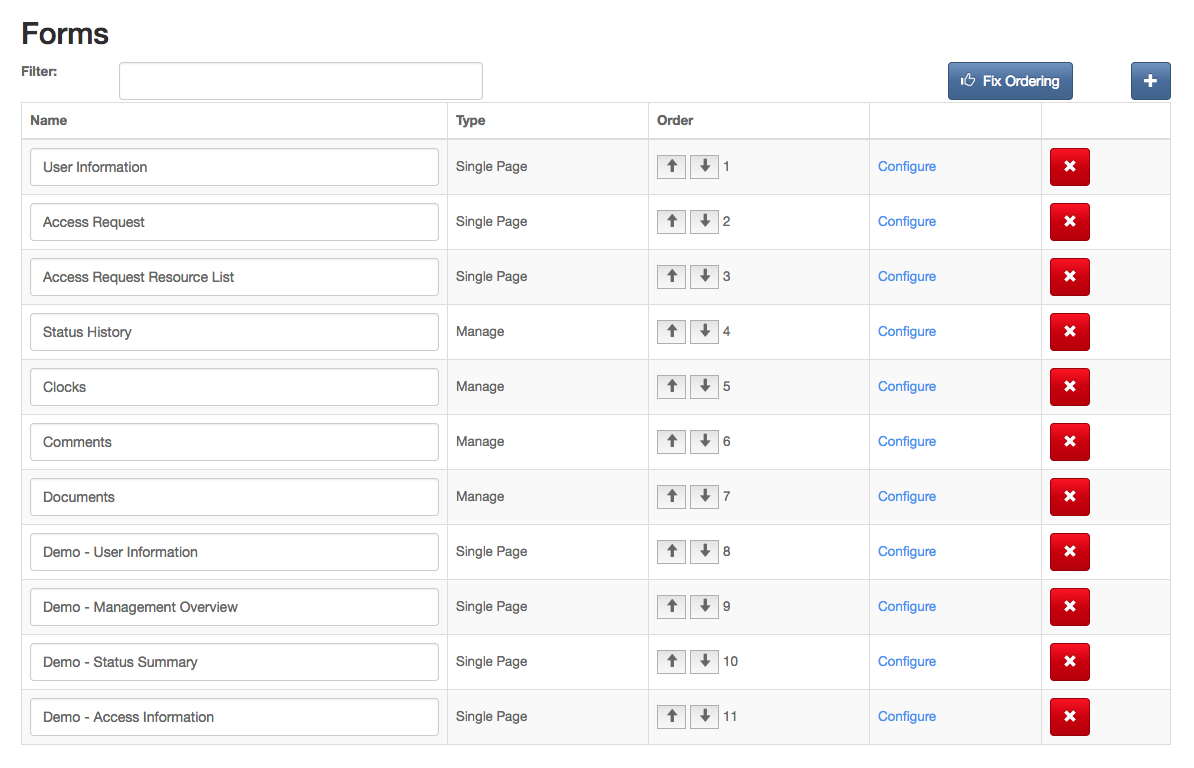 Forms
Filter:
Fix Ordering
Name Type Order
User Information Single Page 1 Configure
Access Request Single Page 2 Configure
Access Request Resource List Single Page 3 Configure
Status History Manage 4 Configure
Clocks Manage 5 Configure
Comments Manage 6 Configure
Documents Manage 7 Configure
Demo - User Information Single Page 8 Configure
Demo - Management Overview Single Page 9 Configure
Demo - Status Summary Single Page 10 Configure
Demo - Access Information Single Page 11 Configure